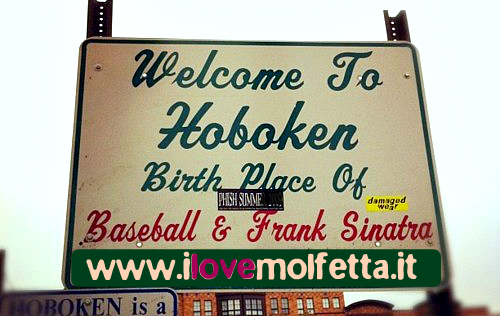 Welcome To
Hoboken
Birth Place Of
PHISH SUMME
damaged
wear
Baseball & Frank Sinatra
www.ilovemolfetta.it
HOBOKEN is a